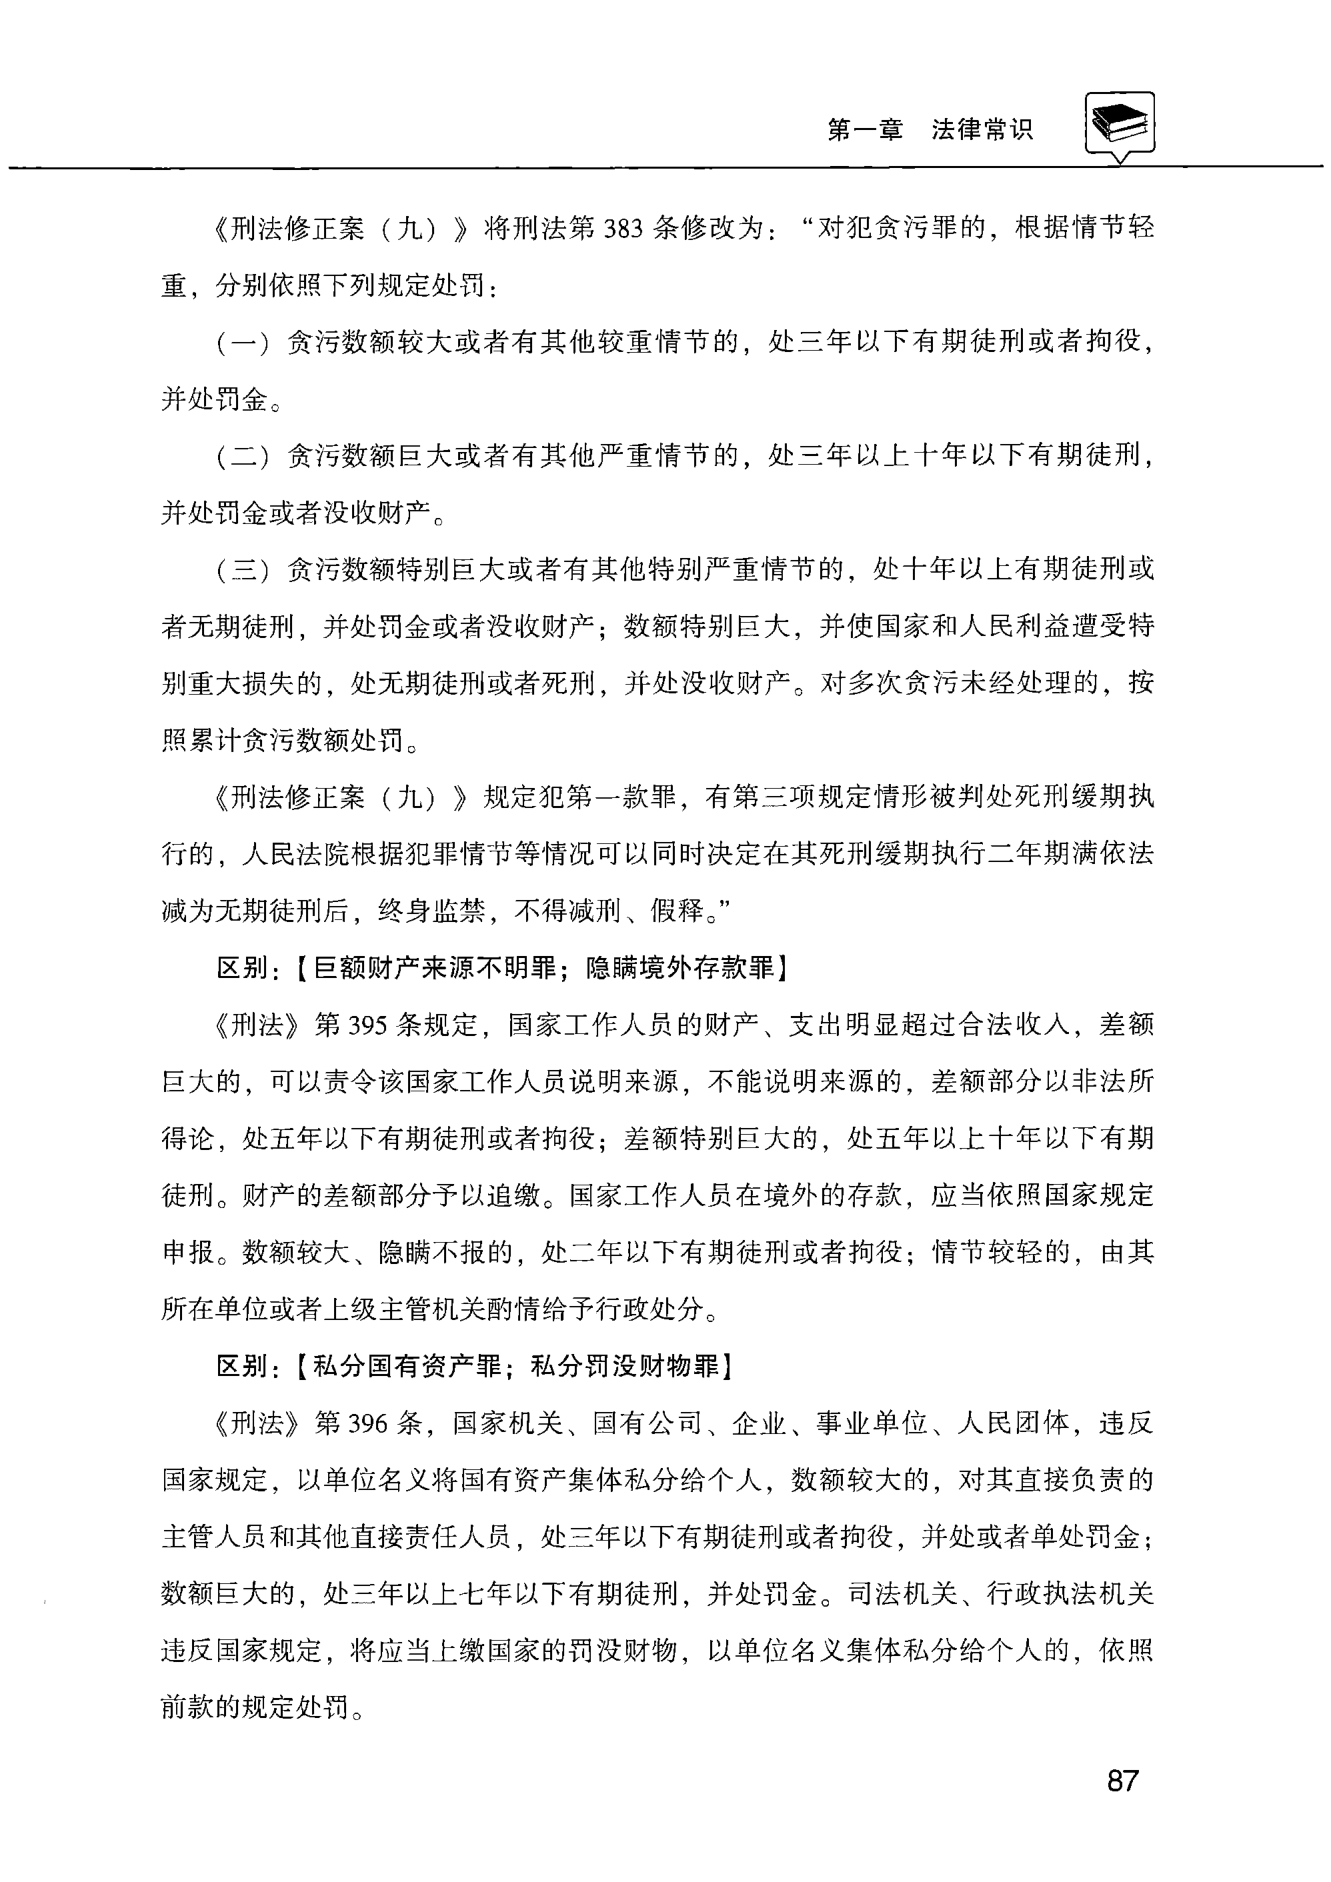 第一章 法律常识
《刑法修正案（九）》将刑法第 383 条修改为：“对犯贪污罪的，根据情节轻
重，分别依照下列规定处罚：
（一）贪污数额较大或者有其他较重情节的，处三年以下有期徒刑或者拘役，
并处罚金。
（二）贪污数额巨大或者有其他严重情节的，处三年以上十年以下有期徒刑，
并处罚金或者没收财产。
（三）贪污数额特别巨大或者有其他特别严重情节的，处十年以上有期徒刑或
者无期徒刑，并处罚金或者没收财产；数额特别巨大，并使国家和人民利益遭受特
别重大损失的，处无期徒刑或者死刑，并处没收财产。对多次贪污未经处理的，按
照累计贪污数额处罚。
《刑法修正案（九）》规定犯第一款罪，有第三项规定情形被判处死刑缓期执
行的，人民法院根据犯罪情节等情况可以同时决定在其死刑缓期执行二年期满依法
减为无期徒刑后，终身监禁，不得减刑、假释。”
区别：【巨额财产来源不明罪；隐瞒境外存款罪】
《刑法》第 395 条规定，国家工作人员的财产、支出明显超过合法收入，差额
巨大的，可以责令该国家工作人员说明来源，不能说明来源的，差额部分以非法所
得论，处五年以下有期徒刑或者拘役；差额特别巨大的，处五年以上十年以下有期
徒刑。财产的差额部分予以追缴。国家工作人员在境外的存款，应当依照国家规定
申报。数额较大、隐瞒不报的，处二年以下有期徒刑或者拘役；情节较轻的，由其
所在单位或者上级主管机关酌情给予行政处分。
区别：【私分国有资产罪；私分罚没财物罪】
《刑法》第 396 条，国家机关、国有公司、企业、事业单位、人民团体，违反
国家规定，以单位名义将国有资产集体私分给个人，数额较大的，对其直接负责的
主管人员和其他直接责任人员，处三年以下有期徒刑或者拘役，并处或者单处罚金；
数额巨大的，处三年以上七年以下有期徒刑，并处罚金。司法机关、行政执法机关
违反国家规定，将应当上缴国家的罚没财物，以单位名义集体私分给个人的，依照
前款的规定处罚。
87